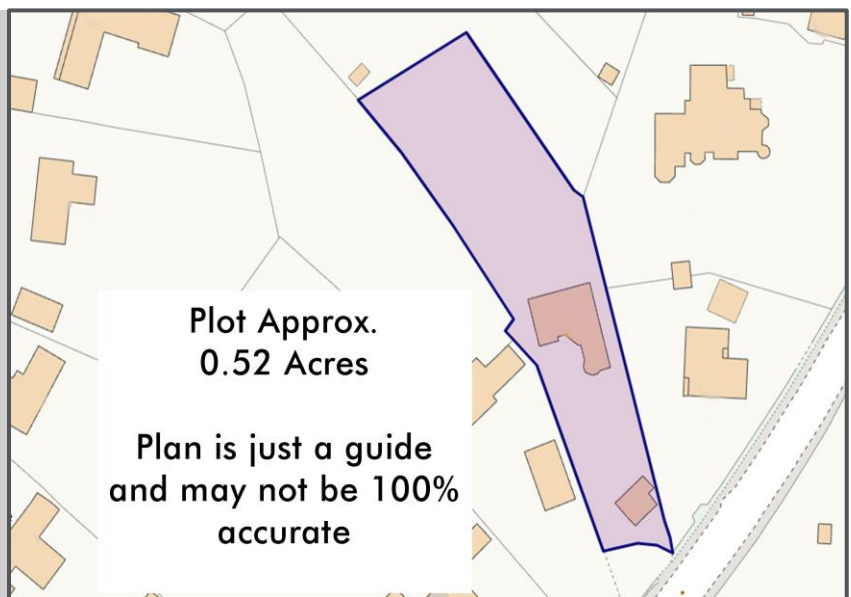 Plot Approx.
0.52 Acres
Plan is just a guide
and may not be 100%
accurate